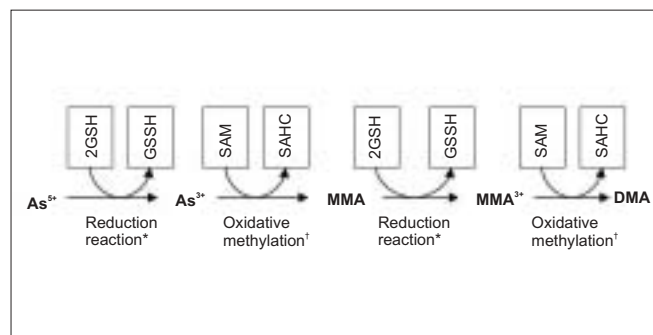 2GSH GSSH SAM SAHC 2GSH GSSH SAM SAHC
As⁵⁺ As³⁺ MMA MMA³⁺ DMA
Reduction Oxidative Reduction Oxidative
reaction* methylation† reaction* methylation†